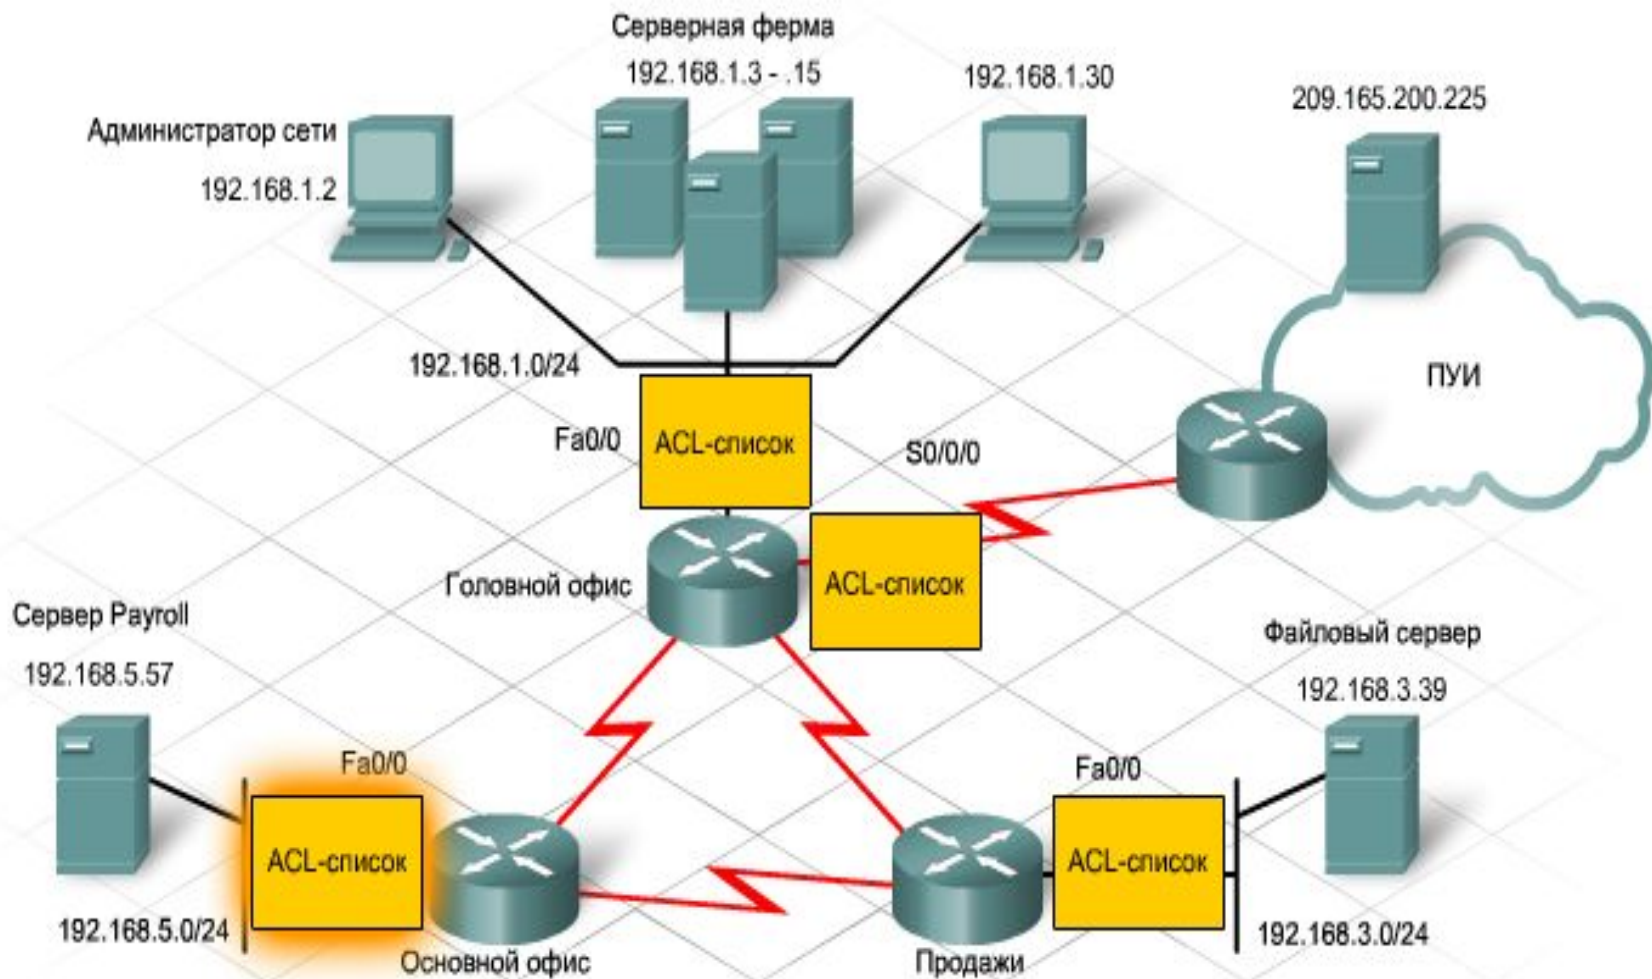 Серверная ферма
192.168.1.3 - .15
192.168.1.30
209.165.200.225
Администратор сети
192.168.1.2
192.168.1.0/24
ПУИ
Fa0/0
ACL-список
S0/0/0
Головной офис
ACL-список
Сервер Payroll
192.168.5.57
Файловый сервер
192.168.3.39
Fa0/0
Fa0/0
ACL-список
ACL-список
192.168.5.0/24
192.168.3.0/24
Основной офис
Продажи